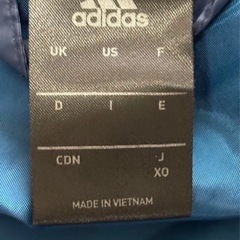 adidas
UK US F
D I E
CDN J
XO
MADE IN VIETNAM